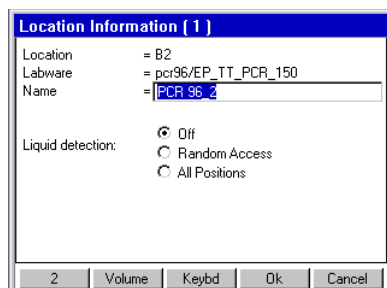 Location Information ( 1 )
Location = B2
Labware = pcr96/EP_TT_PCR_150
Name = PCR 96_2
Liquid detection:
Off
Random Access
All Positions
2 Volume Keybd Ok Cancel